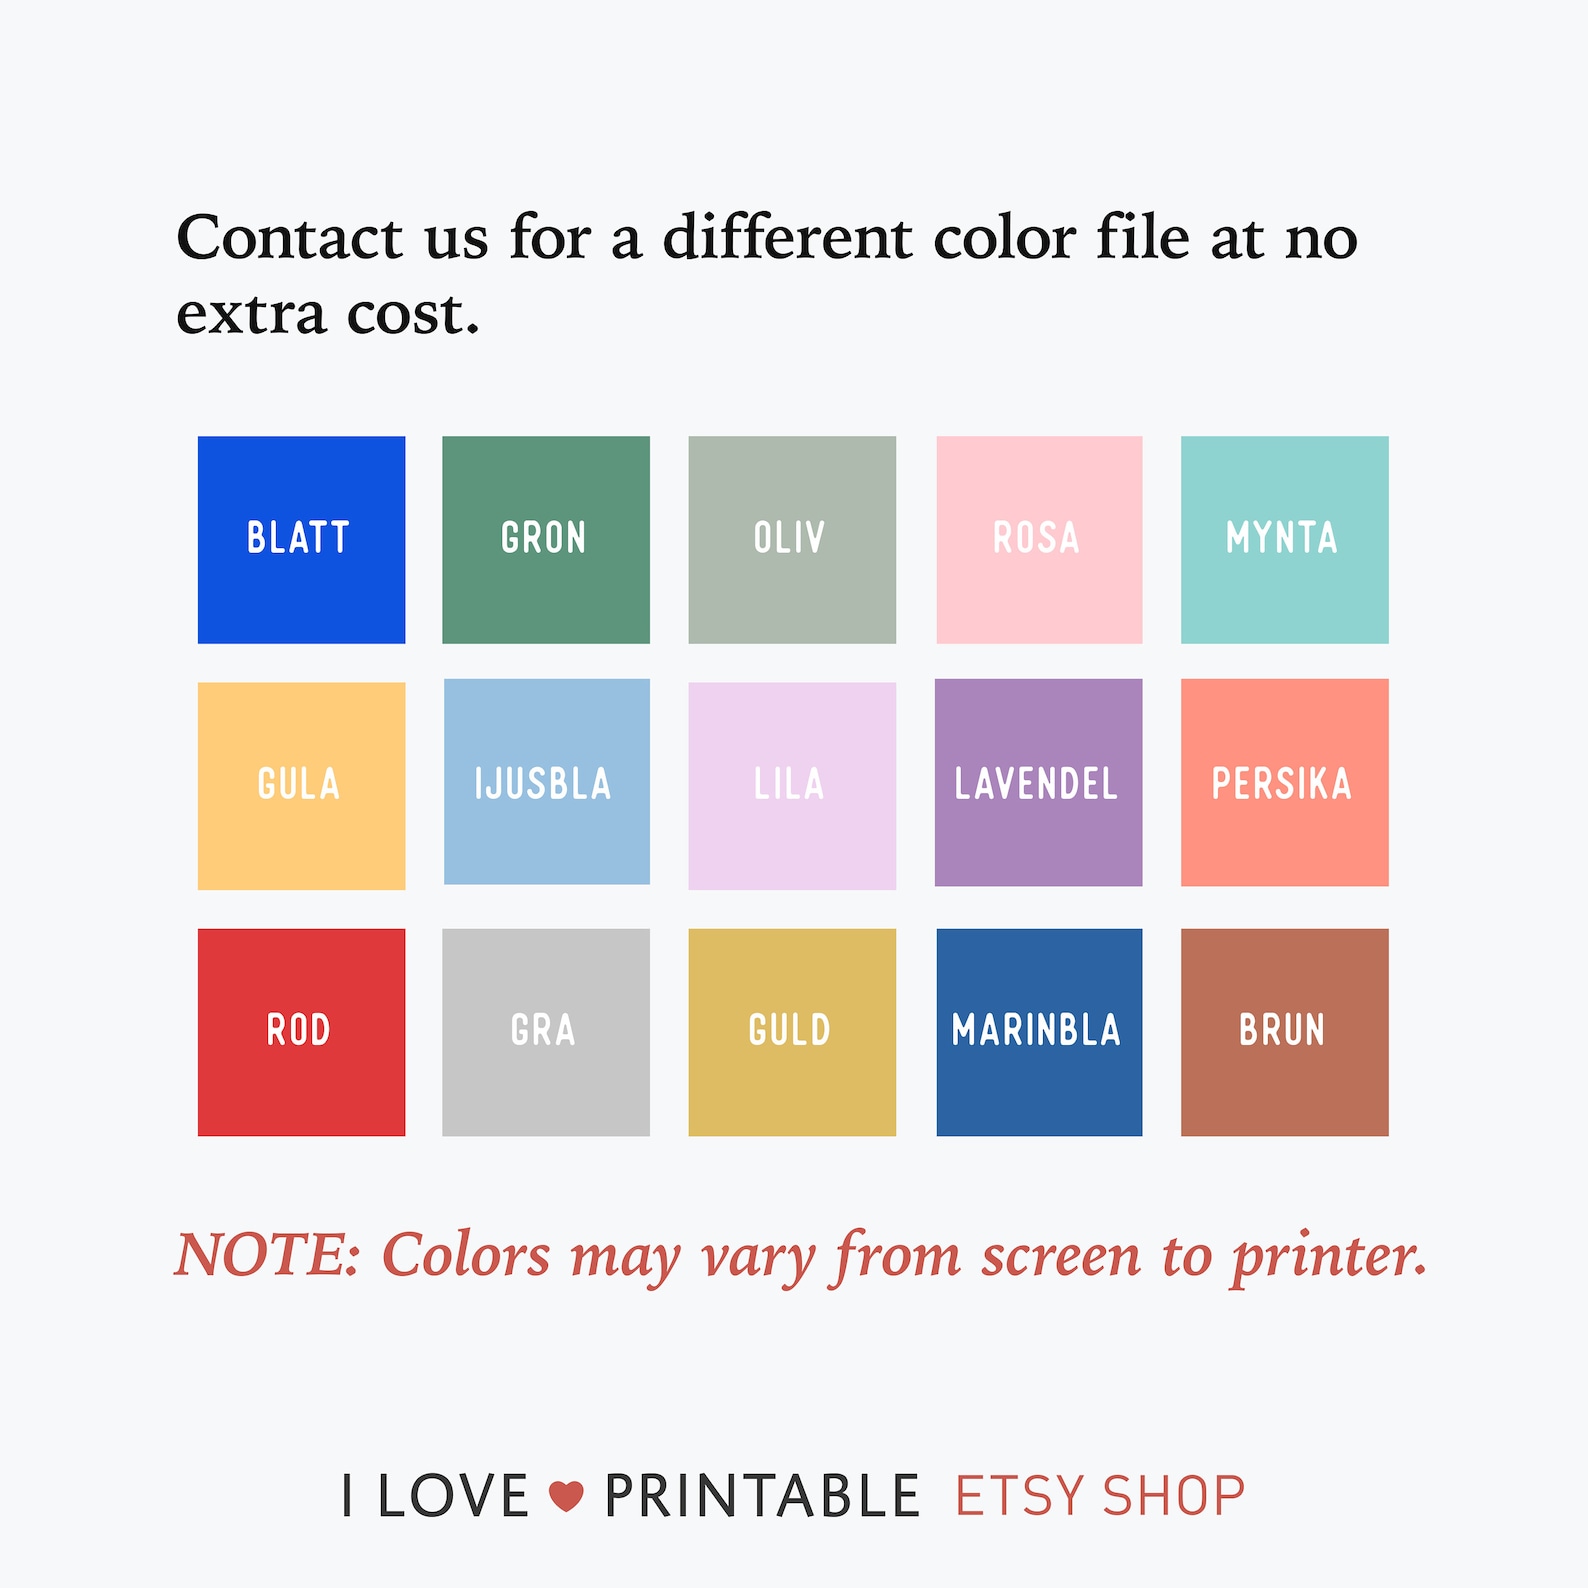 Contact us for a different color file at no
extra cost.
BLATT GRON OLIV ROSA MYNTA
GULA IJUSBLA LILA LAVENDEL PERSIKA
ROD GRA GULD MARINBLA BRUN
NOTE: Colors may vary from screen to printer.
I LOVE PRINTABLE ETSY SHOP